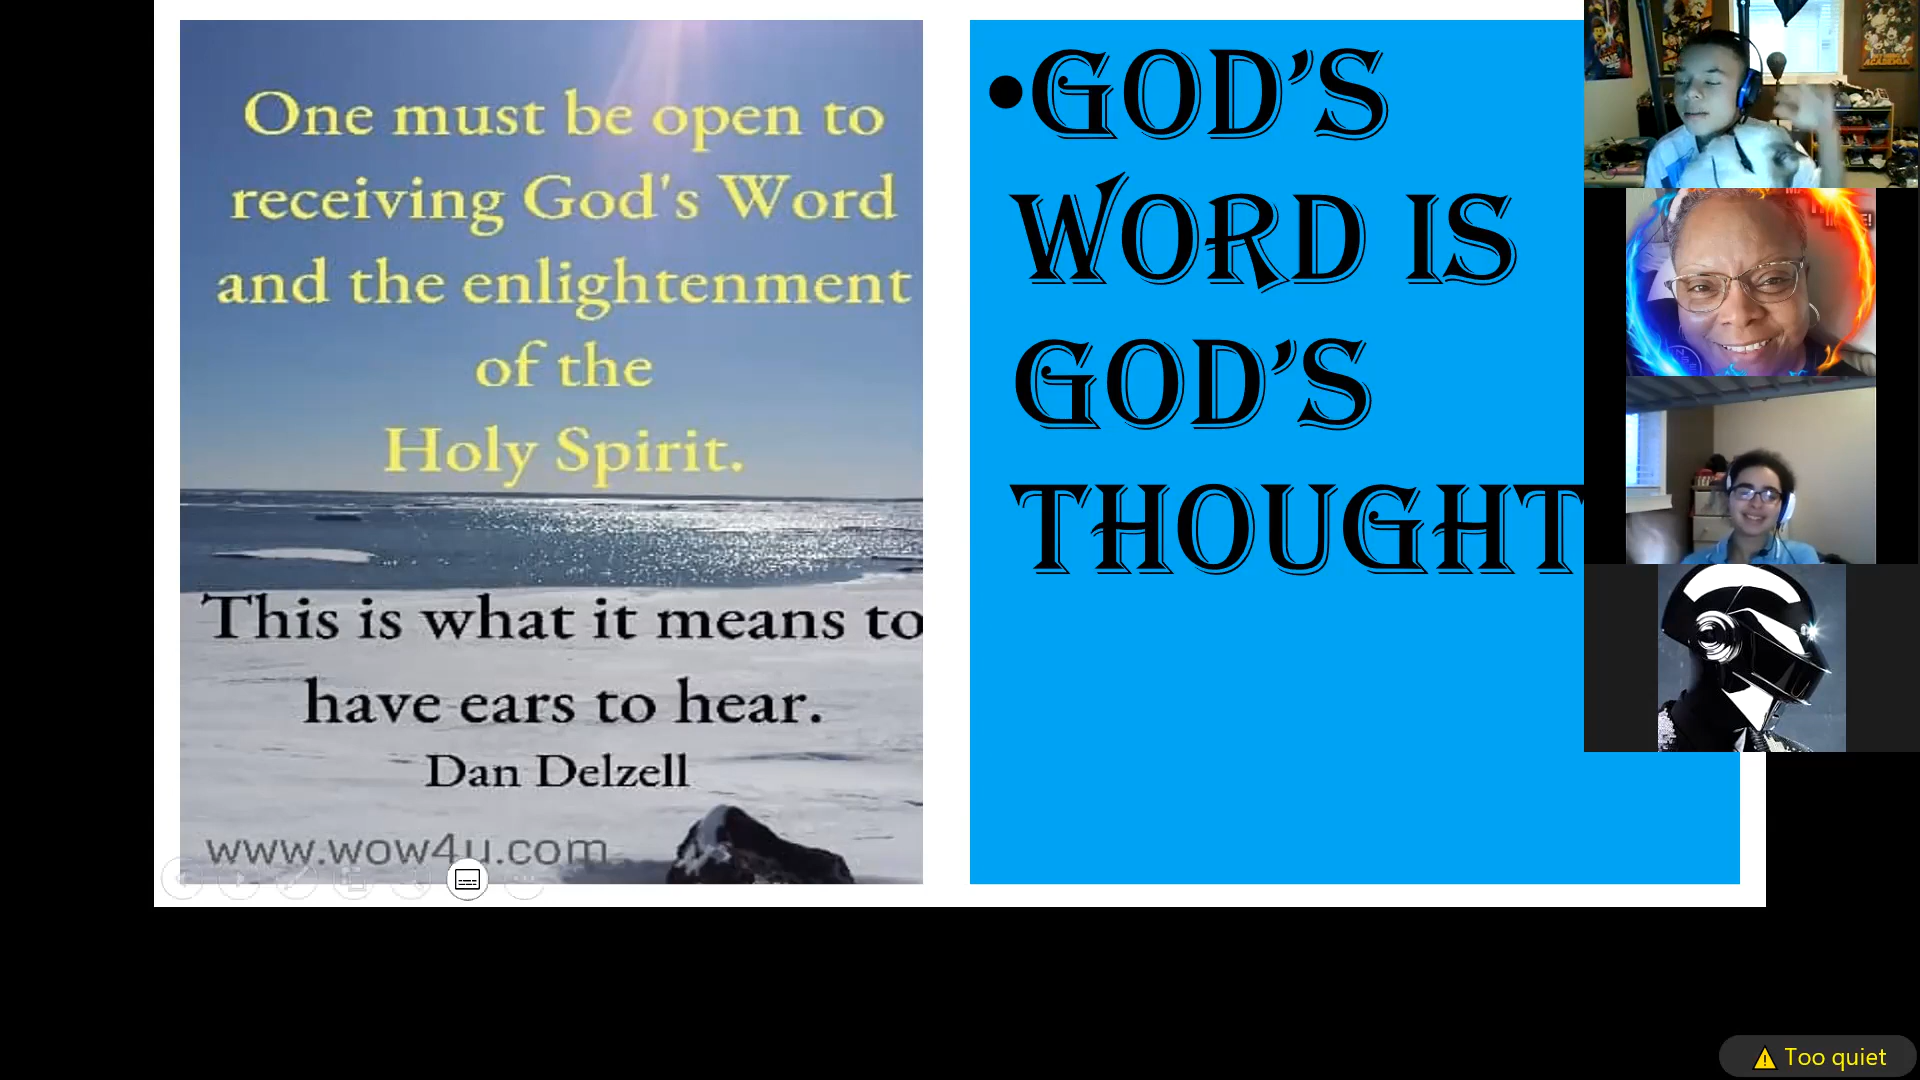 One must be open to
receiving God's Word
and the enlightenment
of the
Holy Spirit.
This is what it means to
have ears to hear.
Dan Delzell
www.wow4u.com
•GOD'S
WORD IS
GOD'S
THOUGHT
ACADEMIA
Too quiet